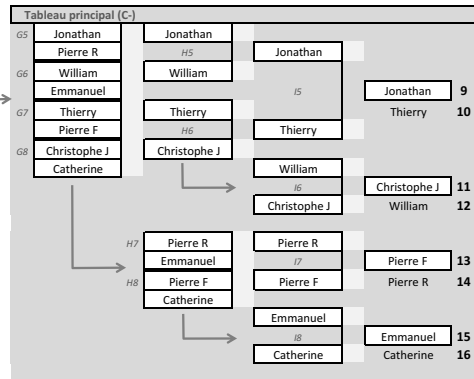 Tableau principal (C-)
G5 Jonathan Jonathan
Pierre R H5 Jonathan
G6 William William
Emmanuel I5 Jonathan 9
G7 Thierry Thierry Thierry 10
Pierre F H6 Thierry
G8 Christophe J Christophe J
Catherine William
I6 Christophe J 11
Christophe J William 12
H7 Pierre R Pierre R
Emmanuel I7 Pierre F 13
H8 Pierre F Pierre F Pierre R 14
Catherine
Emmanuel
I8 Emmanuel 15
Catherine Catherine 16